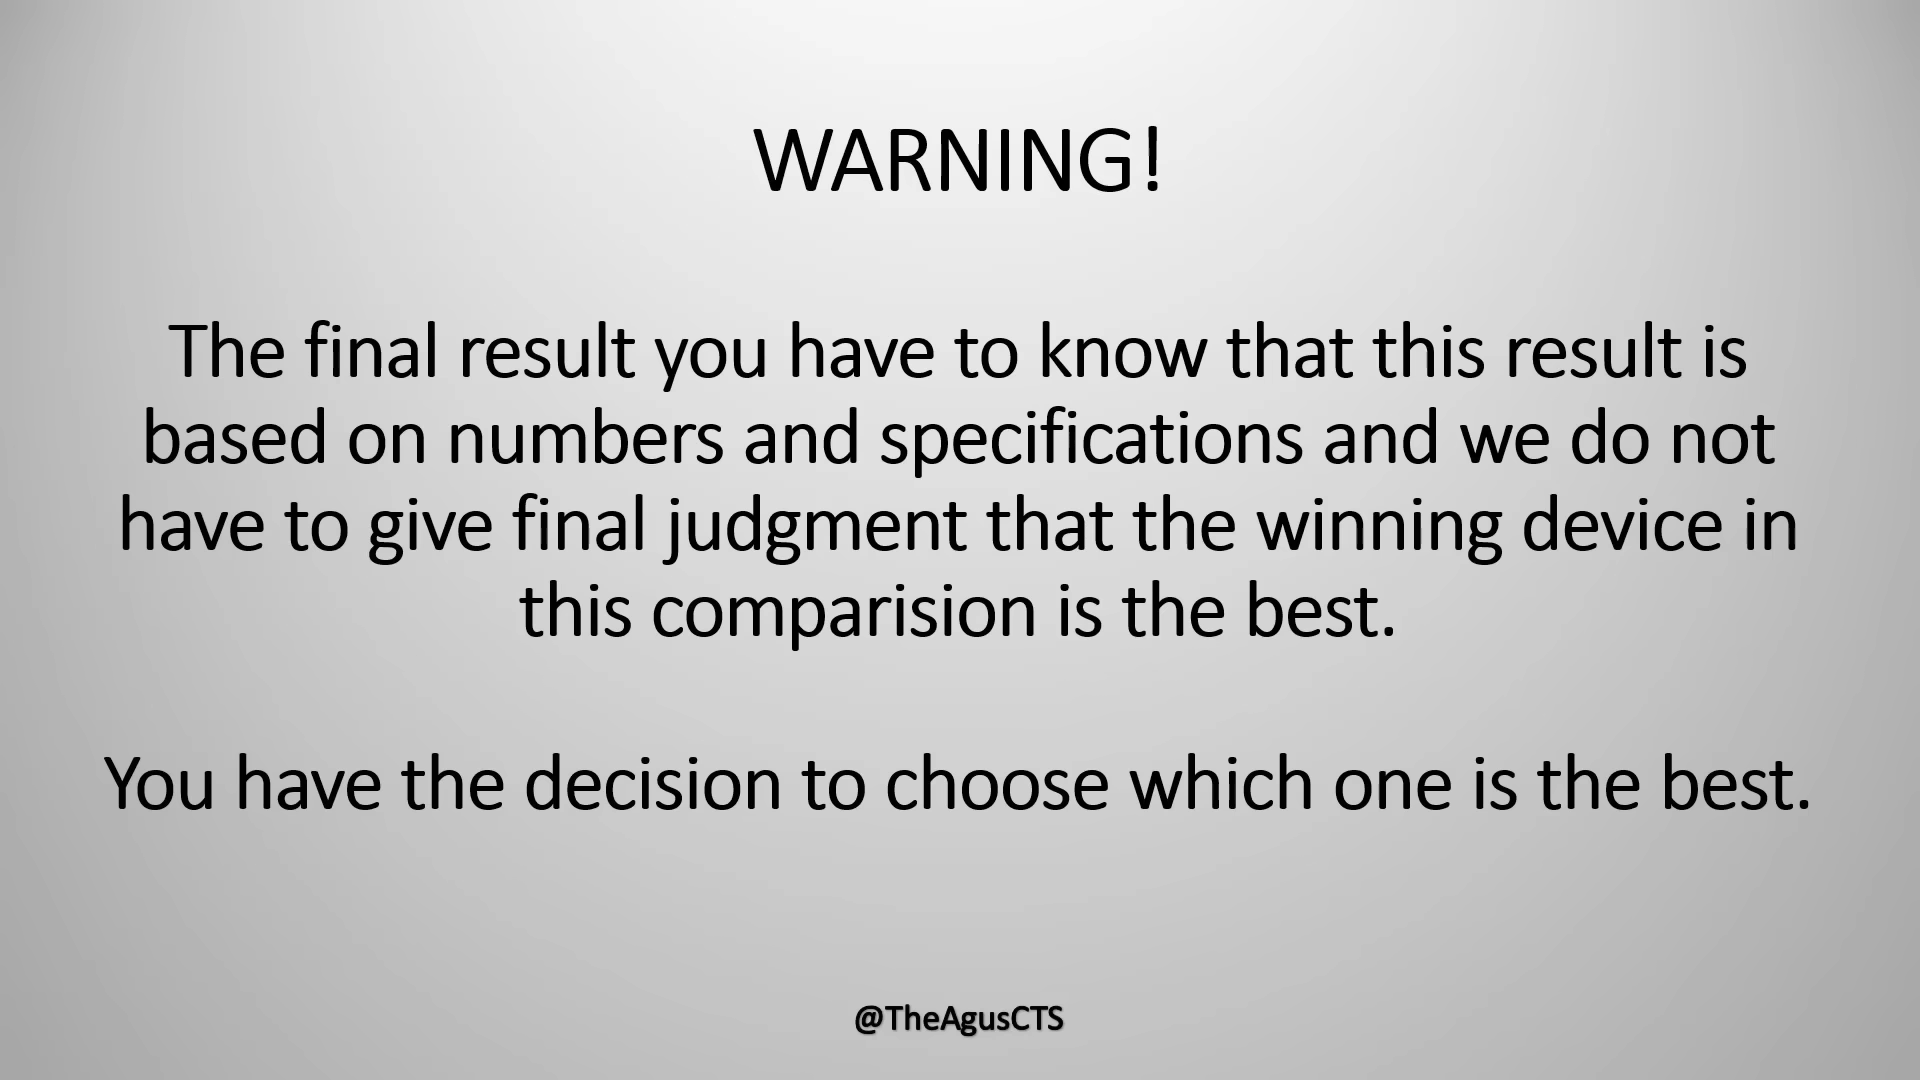 WARNING!
The final result you have to know that this result is
based on numbers and specifications and we do not
have to give final judgment that the winning device in
this comparision is the best.
You have the decision to choose which one is the best.
@TheAgusCTS